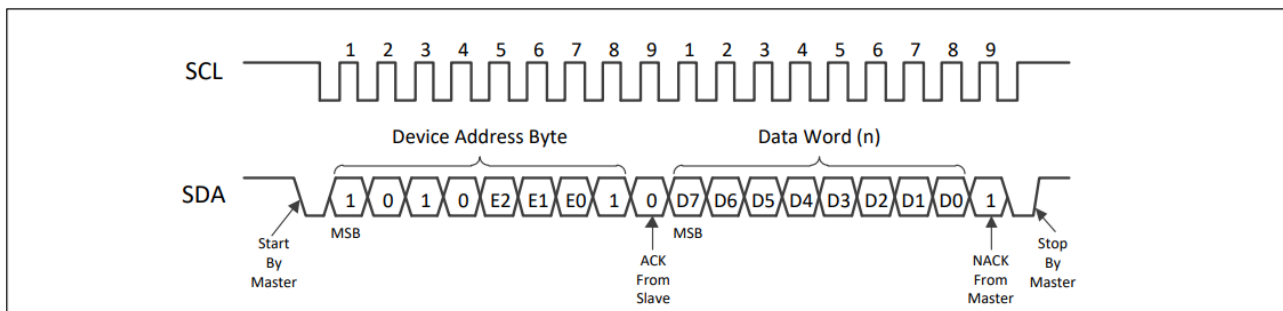 1 2 3 4 5 6 7 8 9 1 2 3 4 5 6 7 8 9
SCL
Device Address Byte Data Word (n)
SDA 1 0 1 0 E2 E1 E0 1 0 D7 D6 D5 D4 D3 D2 D1 D0 1
MSB MSB
Start
By
Master
ACK
From
Slave
NACK
From
Master
Stop
By
Master